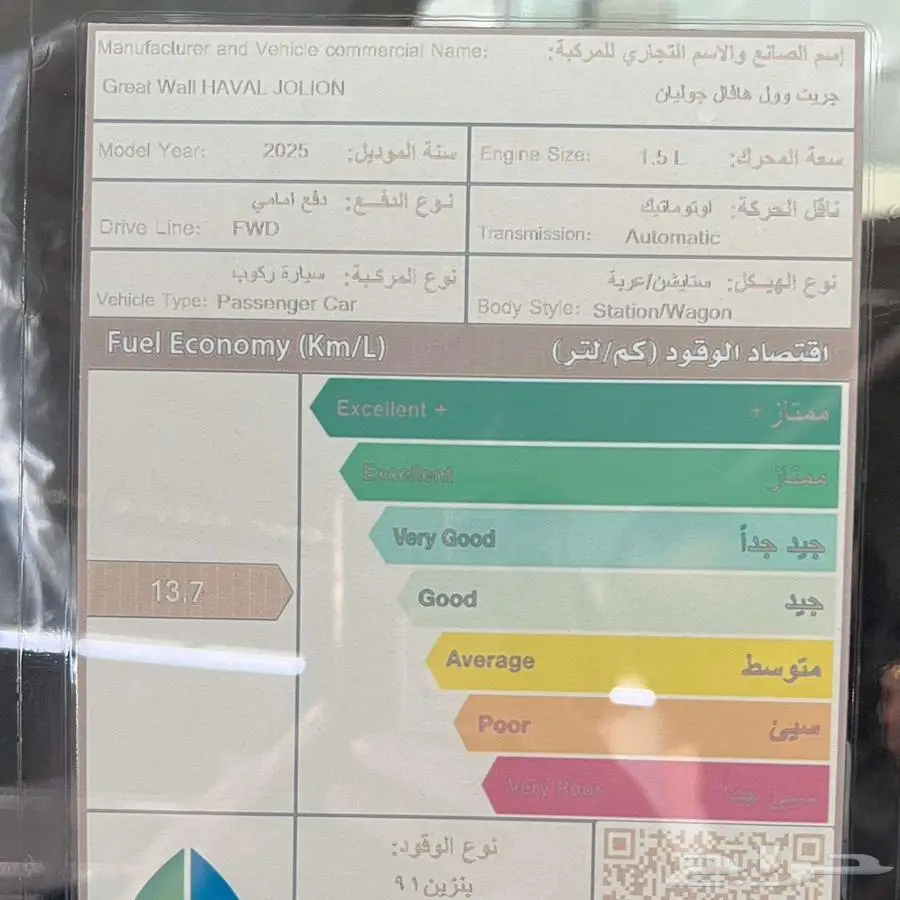 Manufacturer and Vehicle commercial Name: إسم الصانع والاسم التجاري للمركبة:
Great Wall HAVAL JOLION جريت وول هافال جوليان
Model Year: 2025 سنة الموديل:
Engine Size: 1.5 L سعة المحرك:
نوع الدفـــع: دفع امامي
Drive Line: FWD
ناقل الحركة: اوتوماتيك
Transmission: Automatic
نوع المركبة: سيارة ركوب
Vehicle Type: Passenger Car
نوع الهيكل: ستايشن/عربة
Body Style: Station/Wagon
Fuel Economy (Km/L) اقتصاد الوقود (كم/لتر)
Excellent + ممتاز +
Excellent ممتاز
Very Good جيد جداً
13.7
Good جيد
Average متوسط
Poor سيئ
Very Poor سيئ جدا
نوع الوقود:
بنزين ٩١
حراج